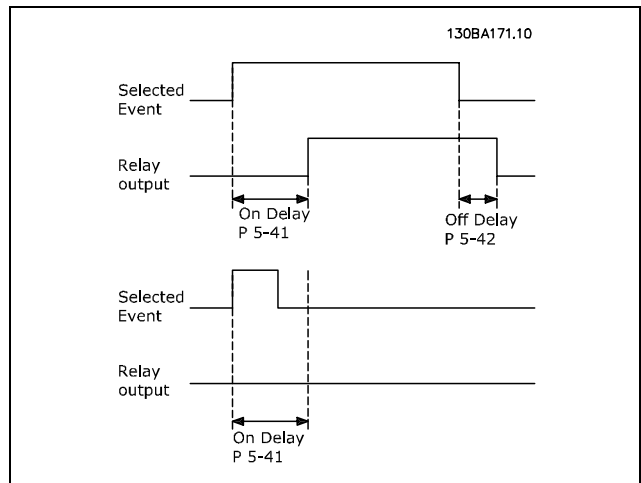 130BA171.10
Selected
Event
Relay
output
On Delay
P 5-41
Off Delay
P 5-42
Selected
Event
Relay
output
On Delay
P 5-41